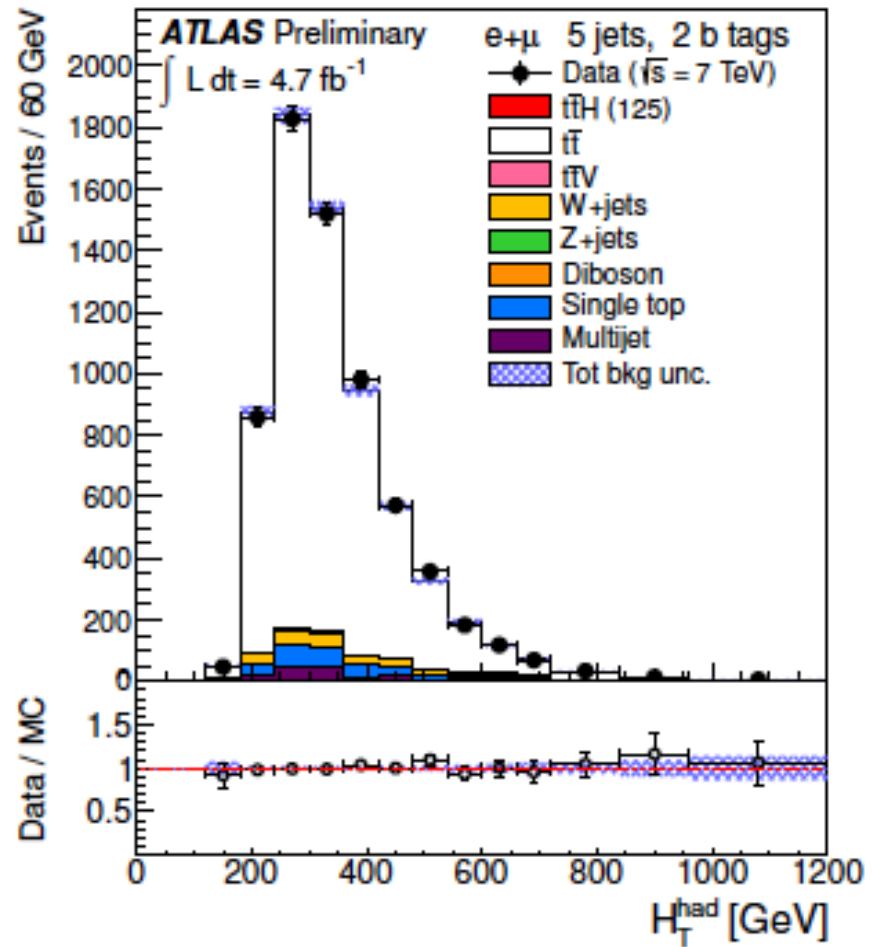 ATLAS Preliminary
∫ L dt = 4.7 fb⁻¹
e+μ 5 jets, 2 b tags
Data (√s = 7 TeV)
tt̄H (125)
tt̄
tt̄V
W+jets
Z+jets
Diboson
Single top
Multijet
Tot bkg unc.
Events / 60 GeV
2000
1800
1600
1400
1200
1000
800
600
400
200
0
Data / MC
1.5
1
0.5
0 200 400 600 800 1000 1200
H_T^had [GeV]